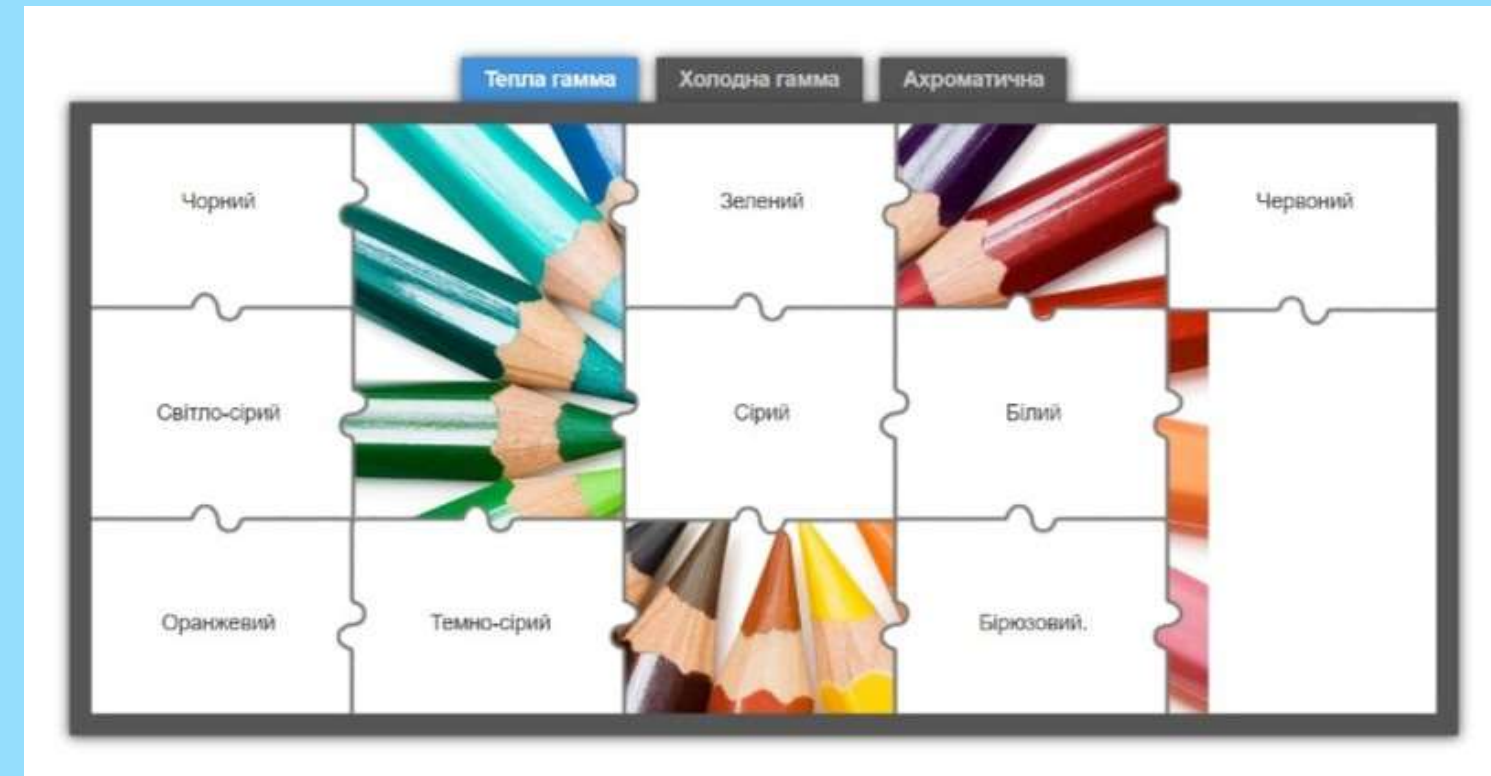 Тепла гамма Холодна гамма Ахроматична
Чорний Зелений Червоний
Світло-сірий Сірий Білий
Оранжевий Темно-сірий Бірюзовий.